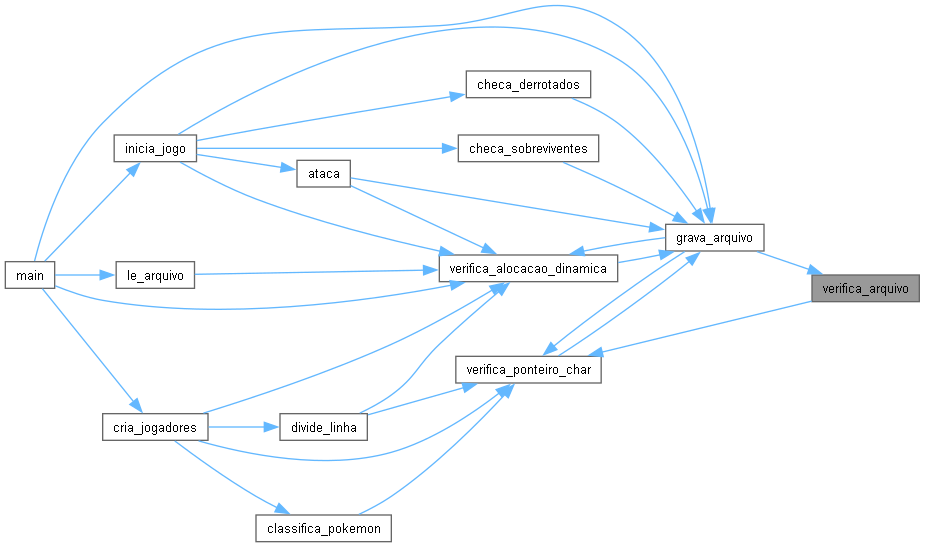 checa_derrotados
inicia_jogo
checa_sobreviventes
ataca
grava_arquivo
main
le_arquivo
verifica_alocacao_dinamica
verifica_arquivo
verifica_ponteiro_char
cria_jogadores
divide_linha
classifica_pokemon